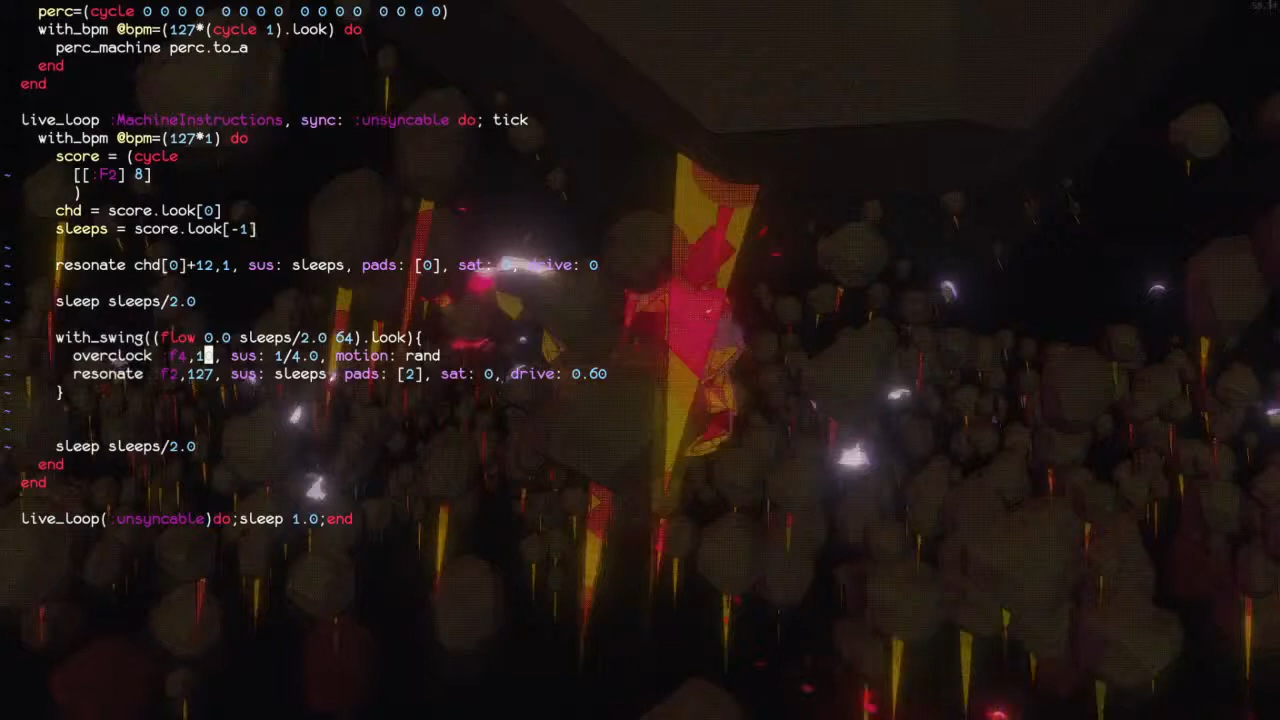 perc=(cycle 0 0 0 0  0 0 0 0  0 0 0 0  0 0 0 0)
with_bpm @bpm=(127*(cycle 1).look) do
perc_machine perc.to_a
end
end
live_loop :MachineInstructions, sync: :unsyncable do; tick
with_bpm @bpm=(127*1) do
score = (cycle
~ [[:F2] 8]
)
chd = score.look[0]
sleeps = score.look[-1]
~
~ resonate chd[0]+12,1, sus: sleeps, pads: [0], sat: 0, drive: 0
~
~ sleep sleeps/2.0
~
~ with_swing((flow 0.0 sleeps/2.0 64).look){
~ overclock :f4,10, sus: 1/4.0, motion: rand
~ resonate :f2,127, sus: sleeps, pads: [2], sat: 0, drive: 0.60
~ }
~
~
~ sleep sleeps/2.0
end
end
live_loop(:unsyncable)do;sleep 1.0;end